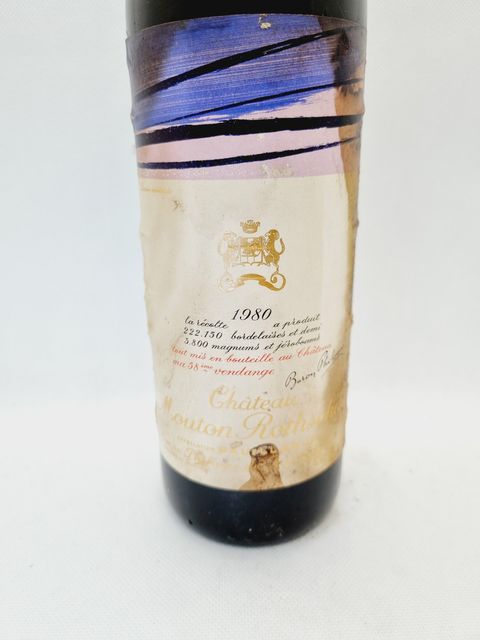 1980
la récolte a produit
222.150 bordelaises et demi
5.800 magnums et jéroboams
tout mis en bouteille au Château
ma 58ème vendange
Baron
Château
Mouton